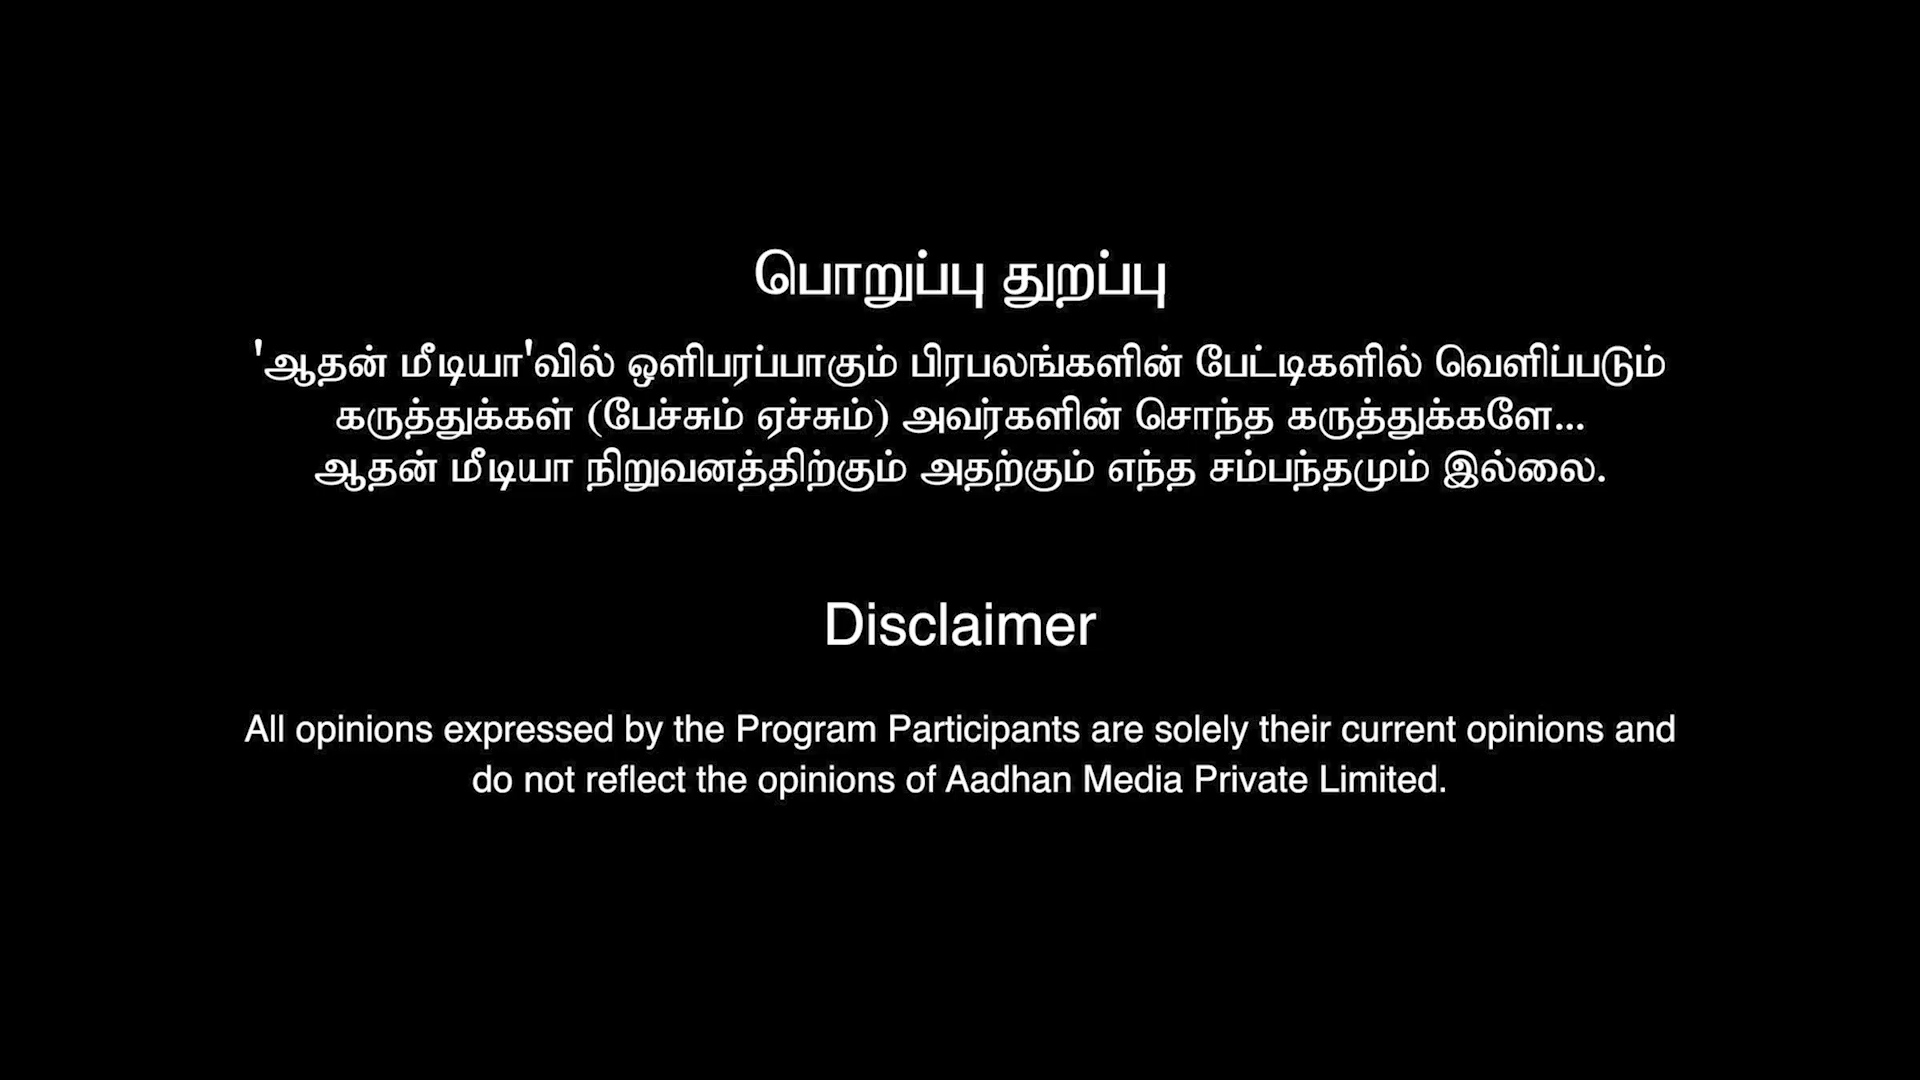 பொறுப்பு துறப்பு
'ஆதன் மீடியா'வில் ஒளிபரப்பாகும் பிரபலங்களின் பேட்டிகளில் வெளிப்படும்
கருத்துக்கள் (பேச்சும் ஏச்சும்) அவர்களின் சொந்த கருத்துக்களே...
ஆதன் மீடியா நிறுவனத்திற்கும் அதற்கும் எந்த சம்பந்தமும் இல்லை.
Disclaimer
All opinions expressed by the Program Participants are solely their current opinions and
do not reflect the opinions of Aadhan Media Private Limited.